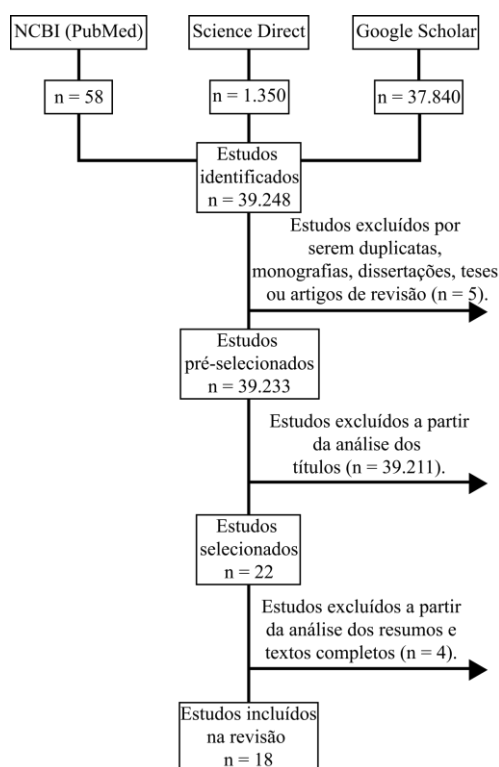 NCBI (PubMed)
Science Direct
Google Scholar
n = 58
n = 1.350
n = 37.840
Estudos
identificados
n = 39.248
Estudos excluídos por
serem duplicatas,
monografias, dissertações, teses
ou artigos de revisão (n = 5).
Estudos
pré-selecionados
n = 39.233
Estudos excluídos a partir
da análise dos
títulos (n = 39.211).
Estudos
selecionados
n = 22
Estudos excluídos a partir
da análise dos resumos e
textos completos (n = 4).
Estudos incluídos
na revisão
n = 18